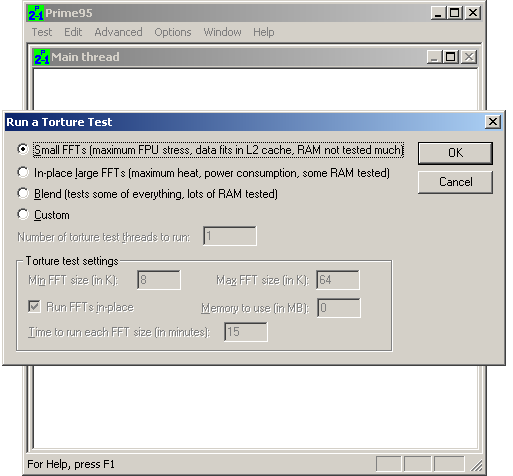 Prime95
Test Edit Advanced Options Window Help
Main thread
Run a Torture Test
Small FFTs (maximum FPU stress, data fits in L2 cache, RAM not tested much)
OK
In-place large FFTs (maximum heat, power consumption, some RAM tested)
Cancel
Blend (tests some of everything, lots of RAM tested)
Custom
Number of torture test threads to run: 1
Torture test settings
Min FFT size (in K): 8 Max FFT size (in K): 64
Run FFTs in-place Memory to use (in MB): 0
Time to run each FFT size (in minutes): 15
For Help, press F1